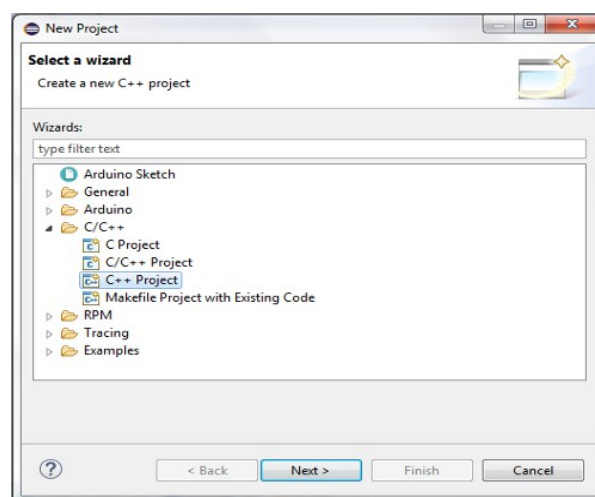 New Project
Select a wizard
Create a new C++ project
Wizards:
type filter text
Arduino Sketch
General
Arduino
C/C++
C Project
C/C++ Project
C++ Project
Makefile Project with Existing Code
RPM
Tracing
Examples
< Back Next > Finish Cancel